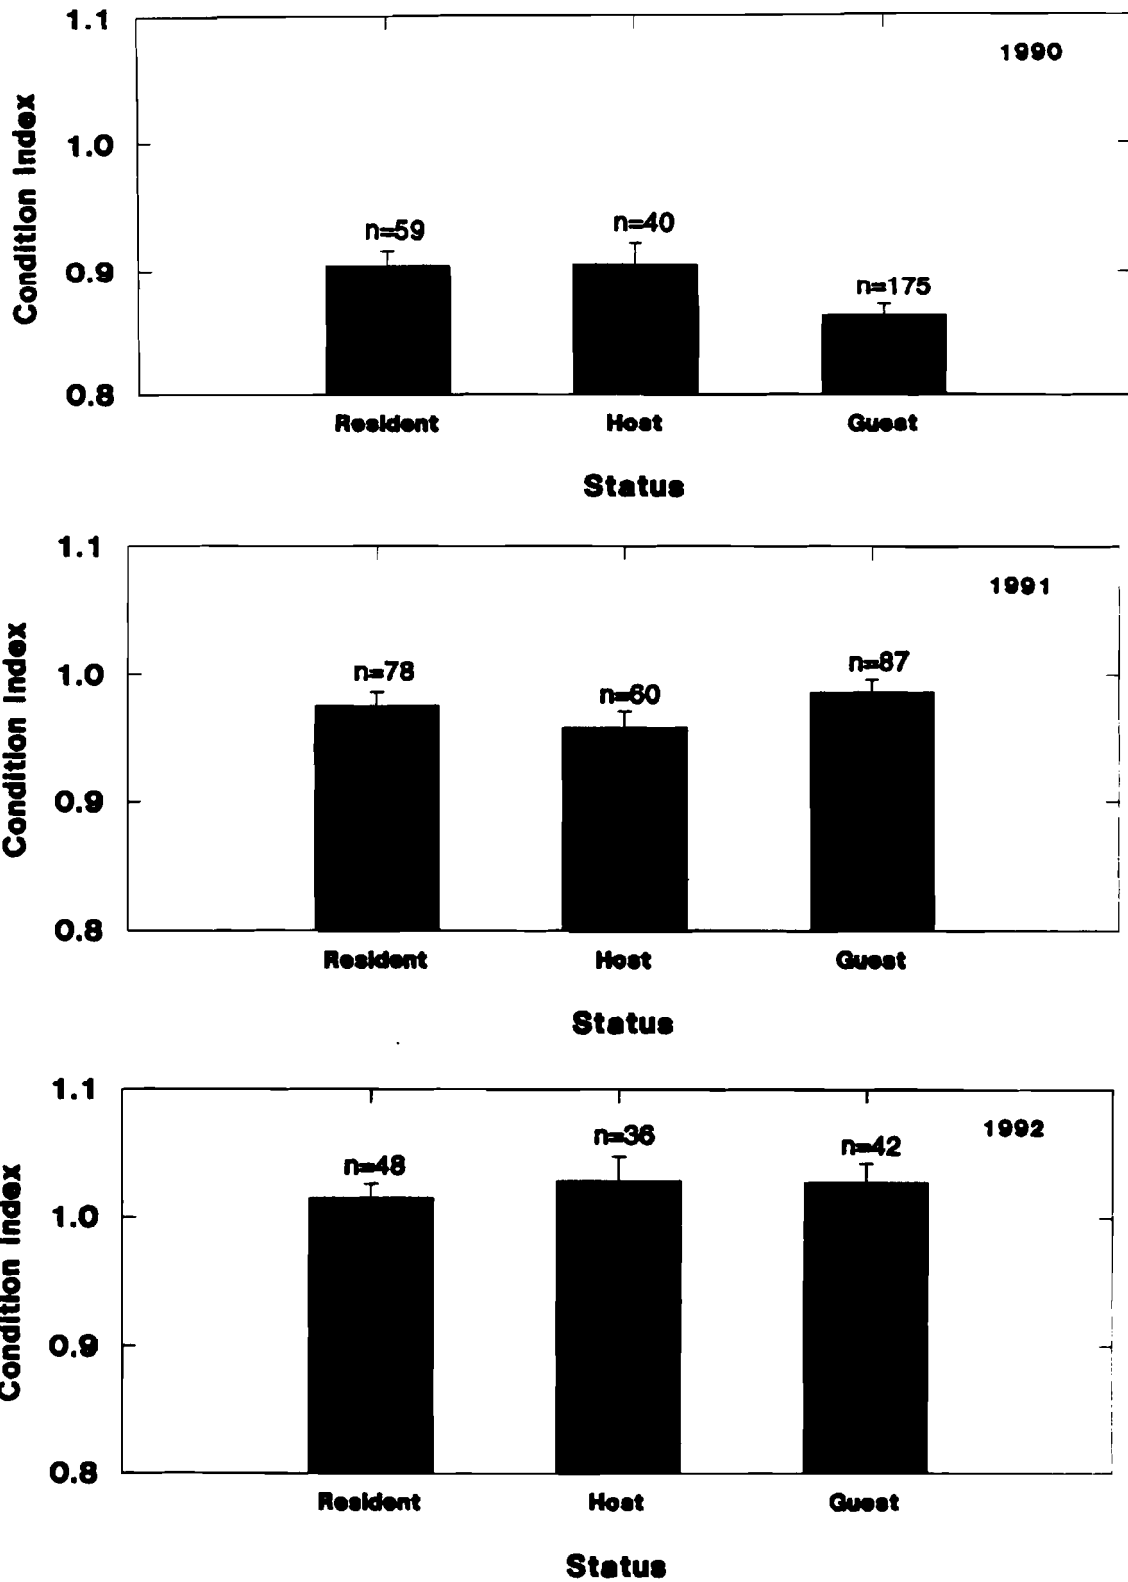 1.1
1990
1.0
n=59
n=40
0.9
n=175
0.8
Condition Index
Resident Host Guest
Status
1.1
1991
1.0
n=78
n=60
n=87
0.9
0.8
Condition Index
Resident Host Guest
Status
1.1
1992
n=48
n=36
n=42
1.0
0.9
0.8
Condition Index
Resident Host Guest
Status